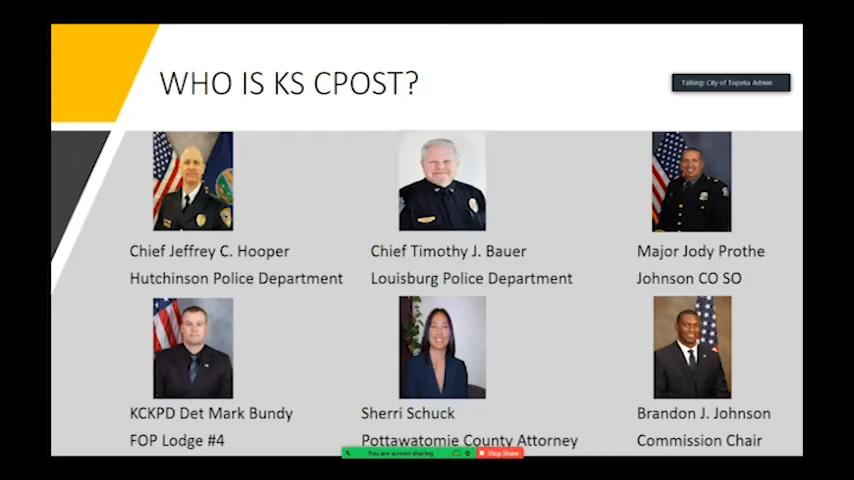 WHO IS KS CPOST?
Talking: City of Topeka Admin
Chief Jeffrey C. Hooper
Hutchinson Police Department
Chief Timothy J. Bauer
Louisburg Police Department
Major Jody Prothe
Johnson CO SO
KCKPD Det Mark Bundy
FOP Lodge #4
Sherri Schuck
Pottawatomie County Attorney
Brandon J. Johnson
Commission Chair
You are screen sharing
Stop Share